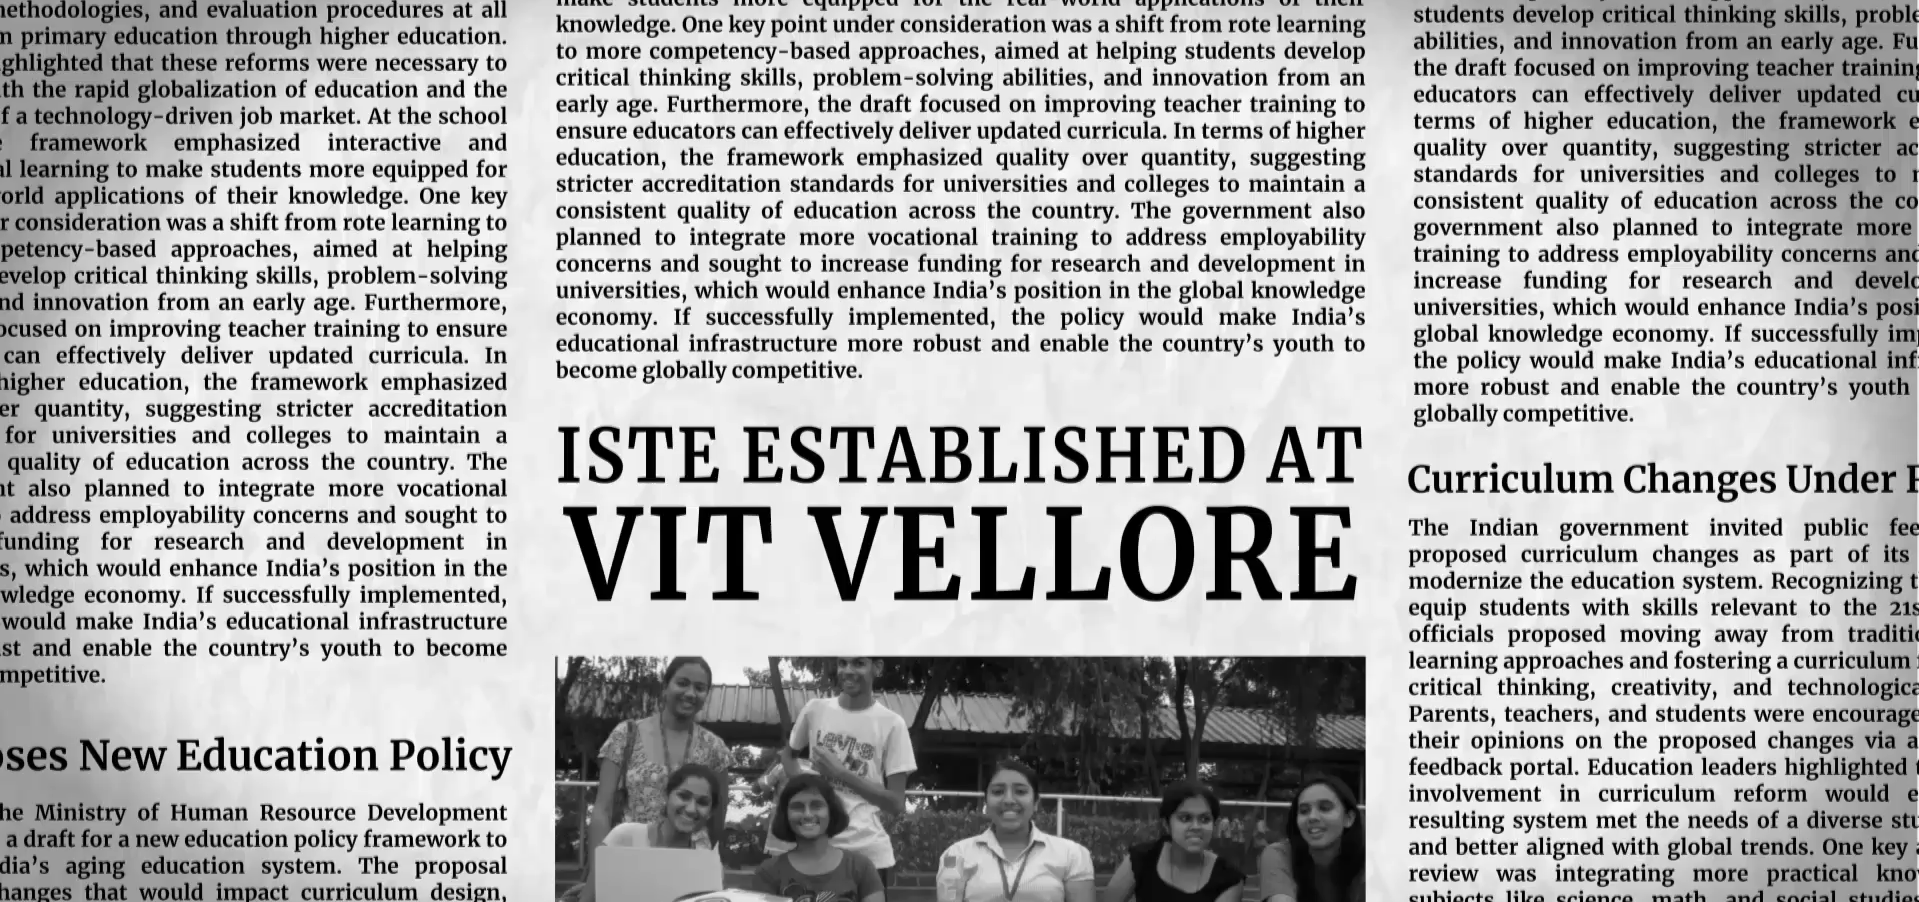 methodologies, and evaluation procedures at all
n primary education through higher education.
ghlighted that these reforms were necessary to
th the rapid globalization of education and the
f a technology-driven job market. At the school
framework emphasized interactive and
al learning to make students more equipped for
orld applications of their knowledge. One key
r consideration was a shift from rote learning to
petency-based approaches, aimed at helping
evelop critical thinking skills, problem-solving
nd innovation from an early age. Furthermore,
ocused on improving teacher training to ensure
can effectively deliver updated curricula. In
higher education, the framework emphasized
er quantity, suggesting stricter accreditation
for universities and colleges to maintain a
quality of education across the country. The
nt also planned to integrate more vocational
address employability concerns and sought to
funding for research and development in
s, which would enhance India's position in the
wledge economy. If successfully implemented,
would make India's educational infrastructure
st and enable the country's youth to become
mpetitive.
oses New Education Policy
he Ministry of Human Resource Development
a draft for a new education policy framework to
dia's aging education system. The proposal
hanges that would impact curriculum design,
make students more equipped for the real-world applications of their
knowledge. One key point under consideration was a shift from rote learning
to more competency-based approaches, aimed at helping students develop
critical thinking skills, problem-solving abilities, and innovation from an
early age. Furthermore, the draft focused on improving teacher training to
ensure educators can effectively deliver updated curricula. In terms of higher
education, the framework emphasized quality over quantity, suggesting
stricter accreditation standards for universities and colleges to maintain a
consistent quality of education across the country. The government also
planned to integrate more vocational training to address employability
concerns and sought to increase funding for research and development in
universities, which would enhance India's position in the global knowledge
economy. If successfully implemented, the policy would make India's
educational infrastructure more robust and enable the country's youth to
become globally competitive.
ISTE ESTABLISHED AT
VIT VELLORE
LEVI'S
students develop critical thinking skills, proble
abilities, and innovation from an early age. Fu
the draft focused on improving teacher training
educators can effectively deliver updated cu
terms of higher education, the framework e
quality over quantity, suggesting stricter ac
standards for universities and colleges to
consistent quality of education across the co
government also planned to integrate more
training to address employability concerns and
increase funding for research and develo
universities, which would enhance India's posi
global knowledge economy. If successfully im
the policy would make India's educational inf
more robust and enable the country's youth
globally competitive.
Curriculum Changes Under
The Indian government invited public fee
proposed curriculum changes as part of its
modernize the education system. Recognizing t
equip students with skills relevant to the 21s
officials proposed moving away from traditio
learning approaches and fostering a curriculum
critical thinking, creativity, and technologica
Parents, teachers, and students were encourage
their opinions on the proposed changes via a
feedback portal. Education leaders highlighted
involvement in curriculum reform would e
resulting system met the needs of a diverse stu
and better aligned with global trends. One key
review was integrating more practical kno
subjects like science, math, and social studies